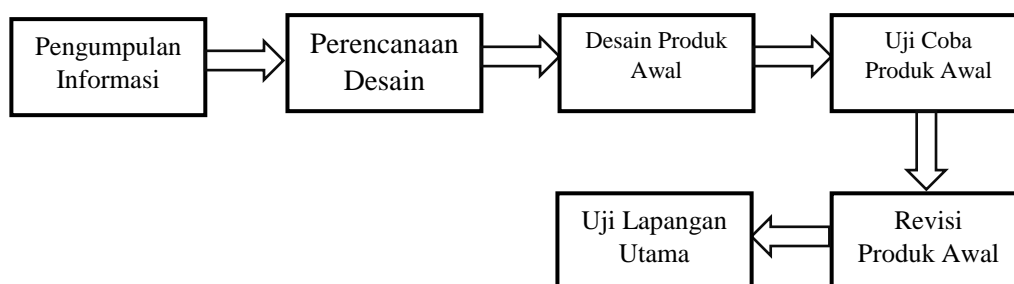 Pengumpulan
Informasi
Perencanaan
Desain
Desain Produk
Awal
Uji Coba
Produk Awal
Revisi
Produk Awal
Uji Lapangan
Utama